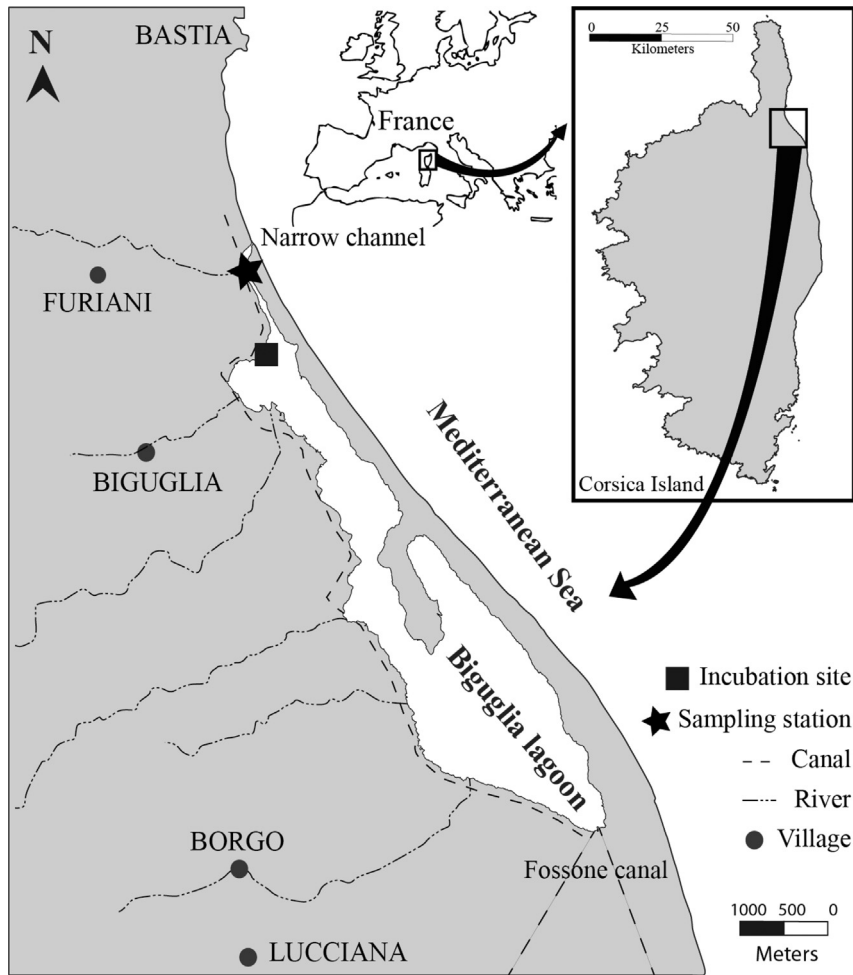 N
BASTIA
France
0 25 50
Kilometers
Narrow channel
FURIANI
BIGUGLIA
Mediterranean Sea
Corsica Island
Biguglia lagoon
Incubation site
Sampling station
Canal
River
Village
BORGO
Fossone canal
LUCCIANA
1000 500 0
Meters